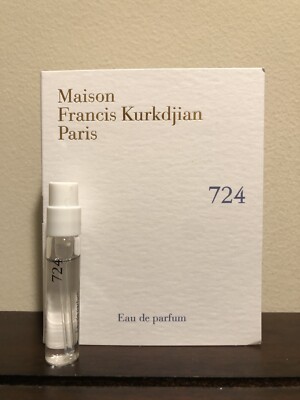 Maison
Francis Kurkdjian
Paris
724
724
Eau de parfum